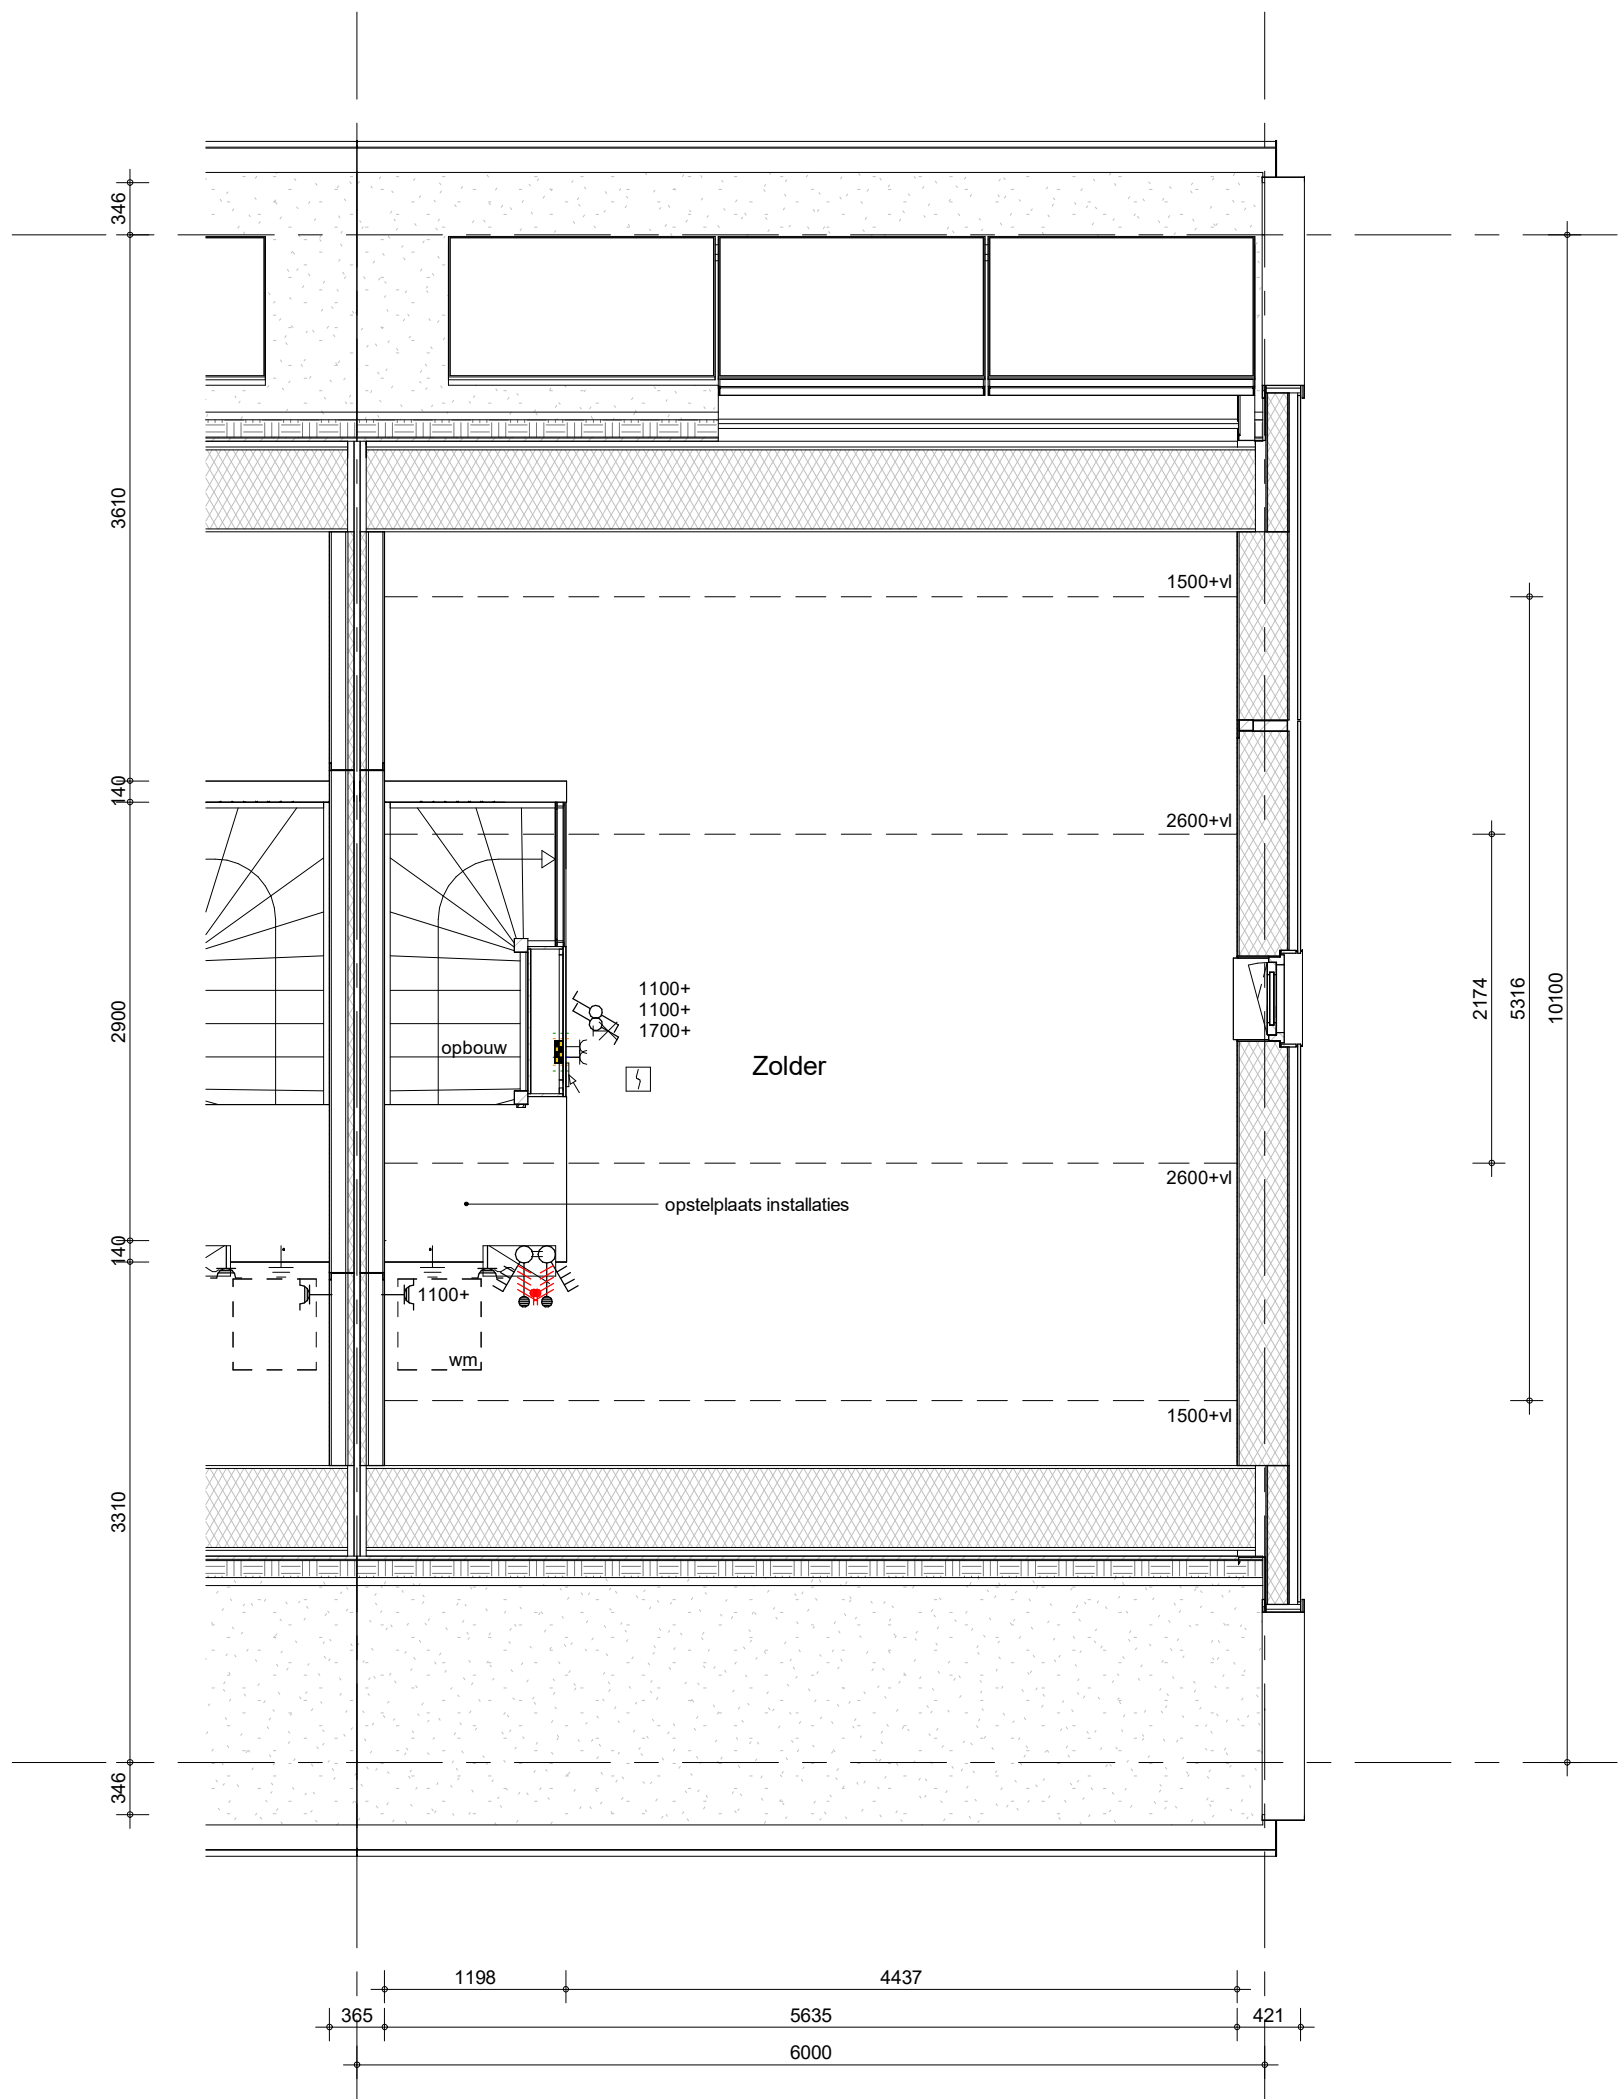 346
3610
1500+vl
140
2600+vl
1100+
1100+
1700+
2900
opbouw
Zolder
2174
5316
10100
2600+vl
opstelplaats installaties
140
1100+
wm
1500+vl
3310
346
1198
4437
365
5635
421
6000